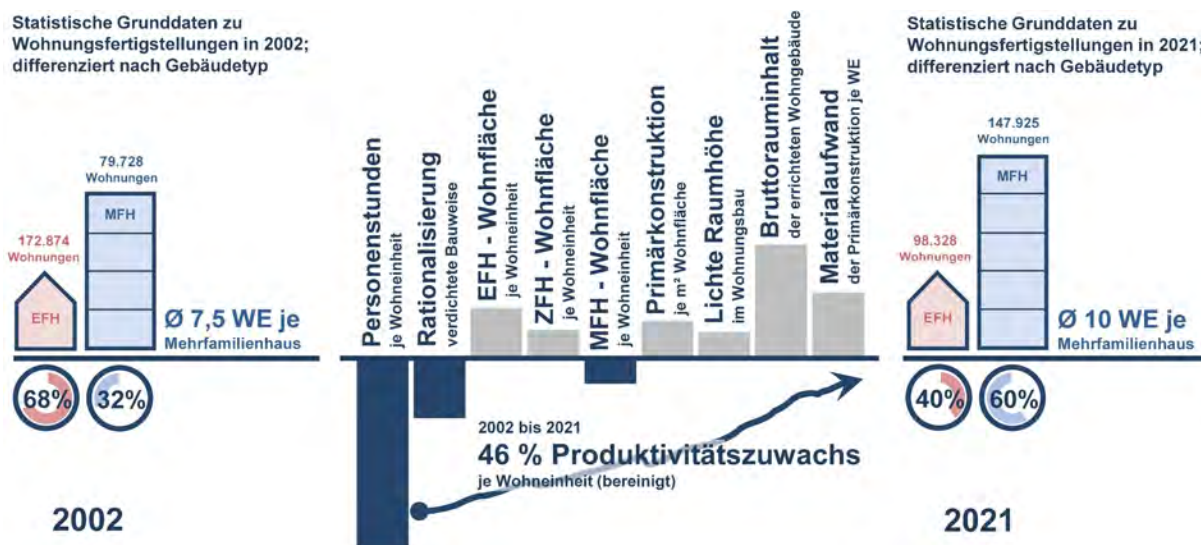 Statistische Grunddaten zu
Wohnungsfertigstellungen in 2002;
differenziert nach Gebäudetyp
79.728
Wohnungen
MFH
172.874
Wohnungen
EFH
Ø 7,5 WE je
Mehrfamilienhaus
68%
32%
2002
Personenstunden
je Wohneinheit
Rationalisierung
verdichtete Bauweise
EFH - Wohnfläche
je Wohneinheit
ZFH - Wohnfläche
je Wohneinheit
MFH - Wohnfläche
je Wohneinheit
Primärkonstruktion
je m² Wohnfläche
Lichte Raumhöhe
im Wohnungsbau
Bruttorauminhalt
der errichteten Wohngebäude
Materialaufwand
der Primärkonstruktion je WE
2002 bis 2021
46 % Produktivitätszuwachs
je Wohneinheit (bereinigt)
Statistische Grunddaten zu
Wohnungsfertigstellungen in 2021;
differenziert nach Gebäudetyp
147.925
Wohnungen
MFH
98.328
Wohnungen
EFH
Ø 10 WE je
Mehrfamilienhaus
40%
60%
2021